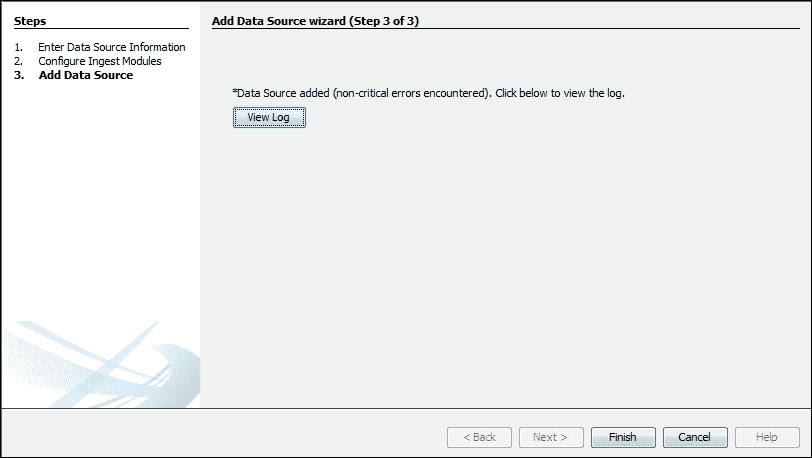 Steps
1. Enter Data Source Information
2. Configure Ingest Modules
3. Add Data Source
Add Data Source wizard (Step 3 of 3)
*Data Source added (non-critical errors encountered). Click below to view the log.
View Log
< Back
Next >
Finish
Cancel
Help